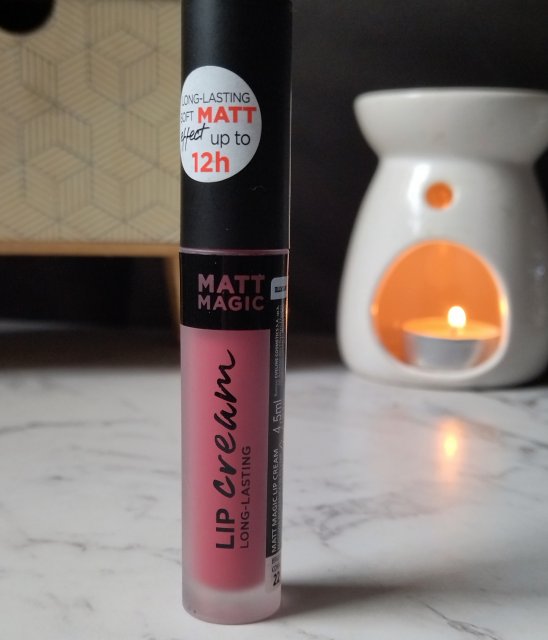 LONG-LASTING
SOFT MATT
effect up to
12h
MATT
MAGIC
LIP cream
LONG-LASTING
MATT MAGIC LIP CREAM 4,5ml